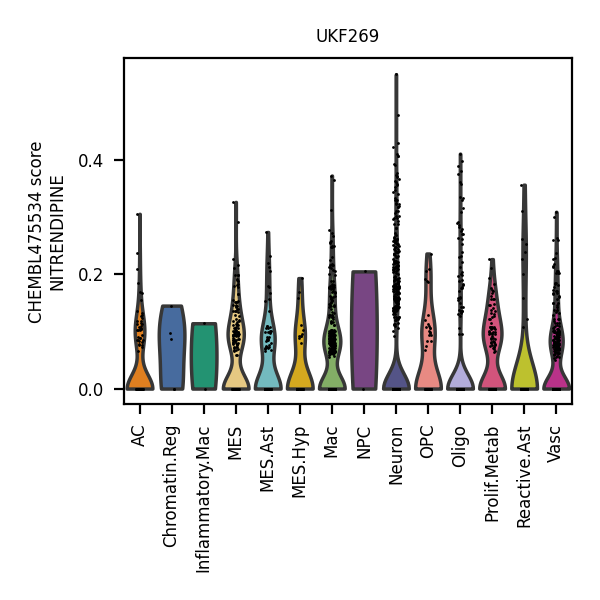 UKF269
CHEMBL475534 score
NITRENDIPINE
0.4
0.2
0.0
AC
Chromatin.Reg
Inflammatory.Mac
MES
MES.Ast
MES.Hyp
Mac
NPC
Neuron
OPC
Oligo
Prolif.Metab
Reactive.Ast
Vasc